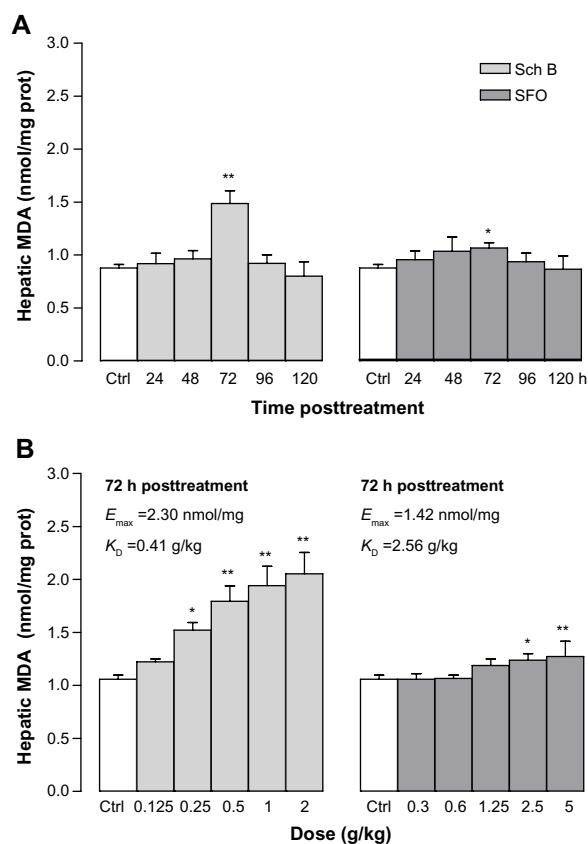 A
Hepatic MDA (nmol/mg prot)
3.0
2.5
2.0
1.5
1.0
0.5
0.0
Sch B
SFO
**
*
Ctrl 24 48 72 96 120
Ctrl 24 48 72 96 120 h
Time posttreatment
B
Hepatic MDA (nmol/mg prot)
3.0
2.5
2.0
1.5
1.0
0.5
0.0
72 h posttreatment
Emax =2.30 nmol/mg
KD =0.41 g/kg
* ** ** **
72 h posttreatment
Emax =1.42 nmol/mg
KD =2.56 g/kg
* **
Ctrl 0.125 0.25 0.5 1 2
Ctrl 0.3 0.6 1.25 2.5 5
Dose (g/kg)